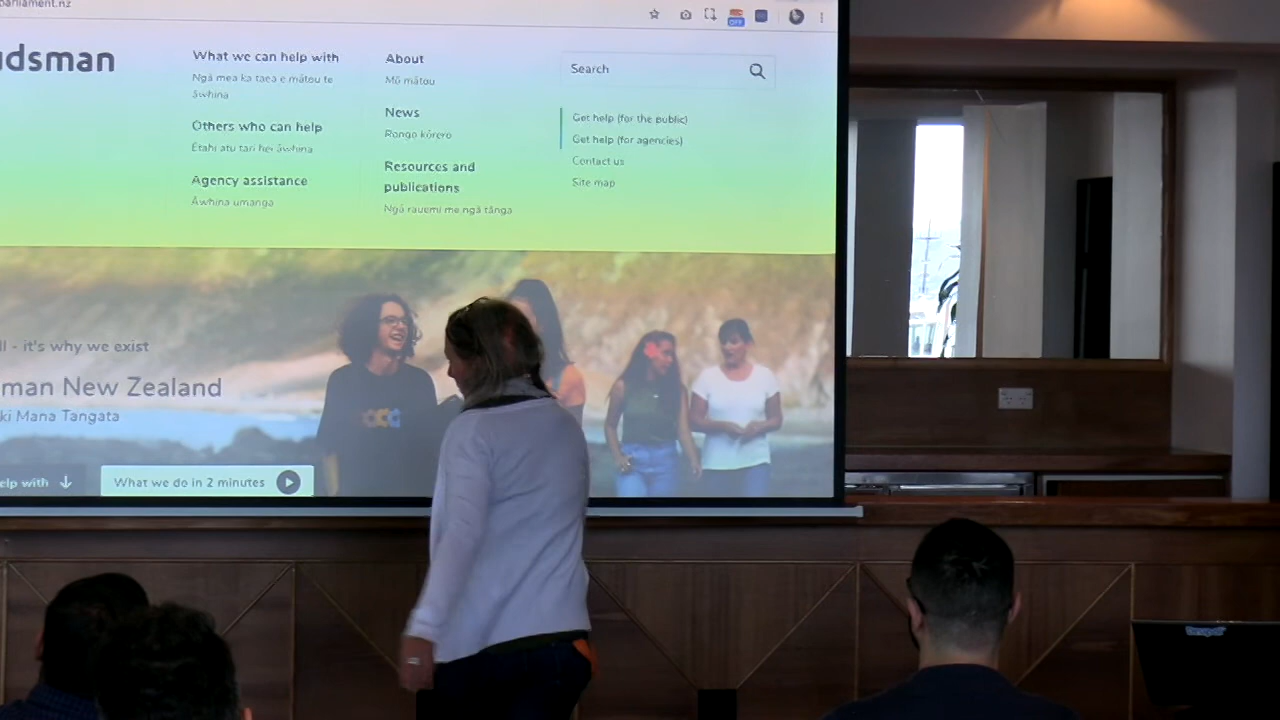 parliament.nz
OFF
udsman
What we can help with
Ngā mea ka taea e mātou te
āwhina
Others who can help
Ētahi atu tari hei āwhina
Agency assistance
Āwhina umanga
About
Mō mātou
News
Rongo kōrero
Resources and
publications
Ngā rauemi me ngā tānga
Search
Get help (for the public)
Get help (for agencies)
Contact us
Site map
ll - it's why we exist
man New Zealand
ki Mana Tangata
elp with
What we do in 2 minutes